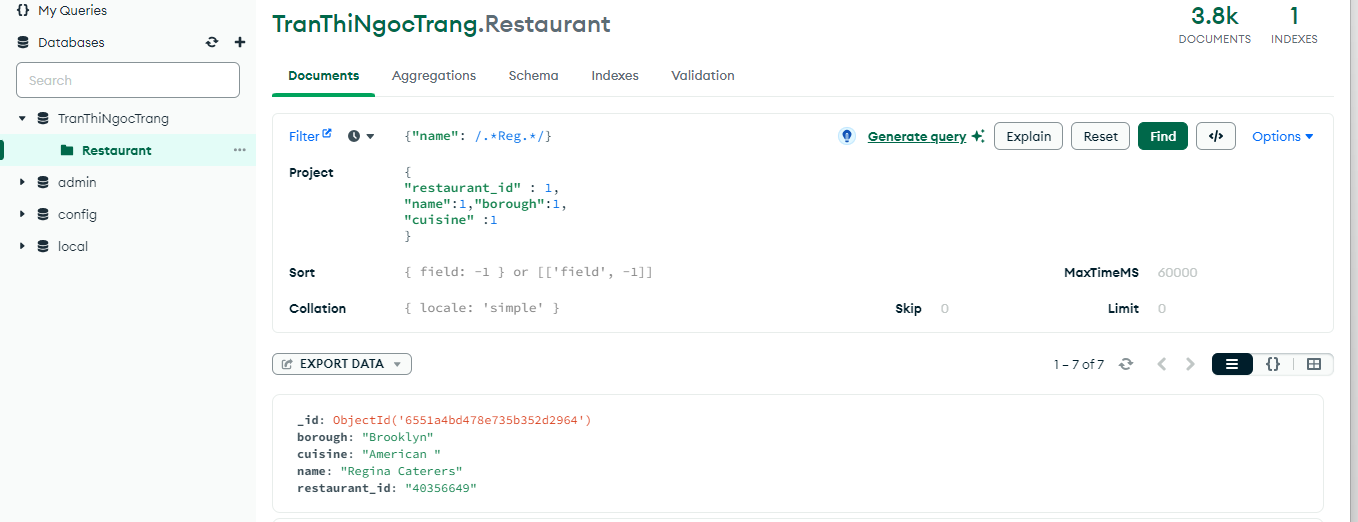 {} My Queries
Databases
Search
TranThiNgocTrang
Restaurant
admin
config
local
TranThiNgocTrang.Restaurant
3.8k
DOCUMENTS
1
INDEXES
Documents
Aggregations
Schema
Indexes
Validation
Filter
{"name": /.*Reg.*/}
Generate query
Explain
Reset
Find
</>
Options
Project
{
"restaurant_id" : 1,
"name":1,"borough":1,
"cuisine" :1
}
Sort
{ field: -1 } or [['field', -1]]
MaxTimeMS
60000
Collation
{ locale: 'simple' }
Skip
0
Limit
0
EXPORT DATA
1 – 7 of 7
{}
_id: ObjectId('6551a4bd478e735b352d2964')
borough: "Brooklyn"
cuisine: "American "
name: "Regina Caterers"
restaurant_id: "40356649"